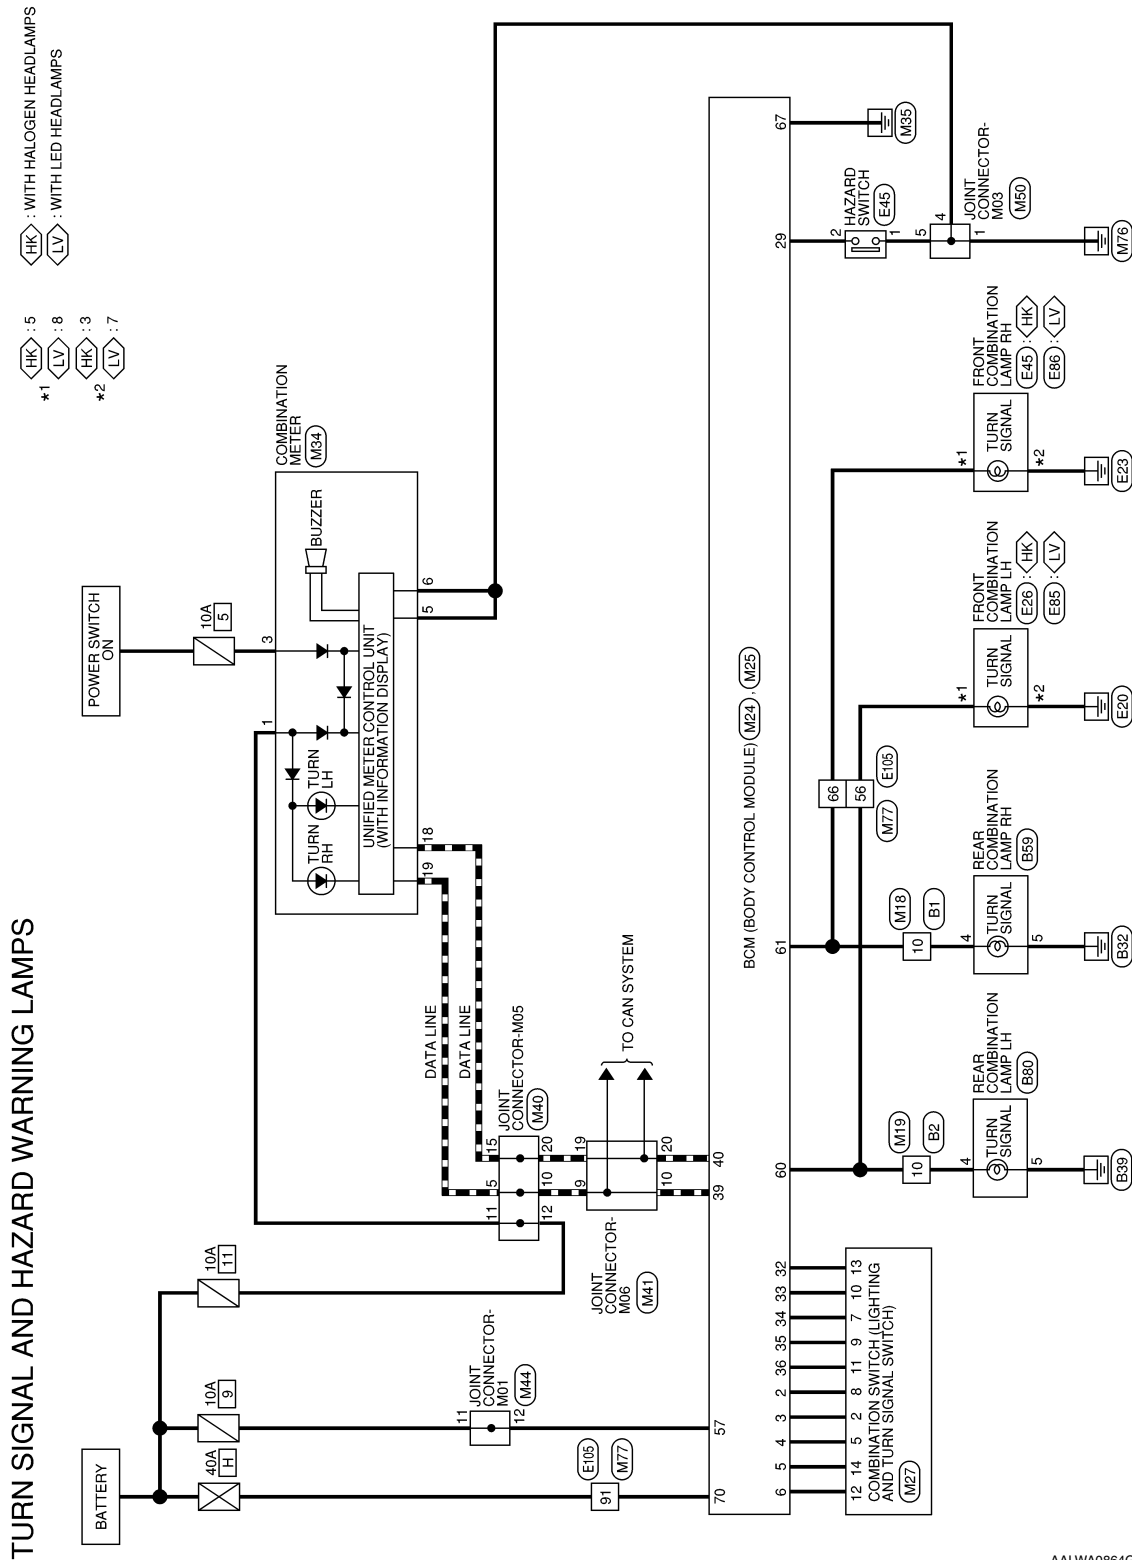 TURN SIGNAL AND HAZARD WARNING LAMPS
HK : WITH HALOGEN HEADLAMPS
LV : WITH LED HEADLAMPS
*1
HK : 5
LV : 8
*2
HK : 3
LV : 7
BATTERY
40A
H
10A
9
10A
11
POWER SWITCH
ON
10A
5
COMBINATION
METER
M34
3
1
BUZZER
TURN
RH
TURN
LH
UNIFIED METER CONTROL UNIT
(WITH INFORMATION DISPLAY)
19
18
5
6
DATA LINE
DATA LINE
JOINT
CONNECTOR-M05
M40
11
5
15
12
10
20
JOINT
CONNECTOR-
M06
M41
9
19
10
20
TO CAN SYSTEM
JOINT
CONNECTOR-
M01
M44
11
12
E105
M77
91
70
57
39
40
BCM (BODY CONTROL MODULE) M24 , M25
6
5
4
3
2
36
35
34
33
32
60
61
29
67
12
14
5
2
8
11
9
7
10
13
COMBINATION SWITCH (LIGHTING
AND TURN SIGNAL SWITCH)
M27
M19
B2
10
M18
B1
10
66
56
M77
E105
HAZARD
SWITCH
E45
2
1
M35
JOINT
CONNECTOR-
M03
M50
5
4
1
M76
REAR
COMBINATION
LAMP LH
B80
4
TURN
SIGNAL
5
B39
REAR
COMBINATION
LAMP RH
B59
4
TURN
SIGNAL
5
B32
FRONT
COMBINATION
LAMP LH
E26 : HK
E85 : LV
*1
TURN
SIGNAL
*2
E20
FRONT
COMBINATION
LAMP RH
E45 : HK
E86 : LV
*1
TURN
SIGNAL
*2
E23